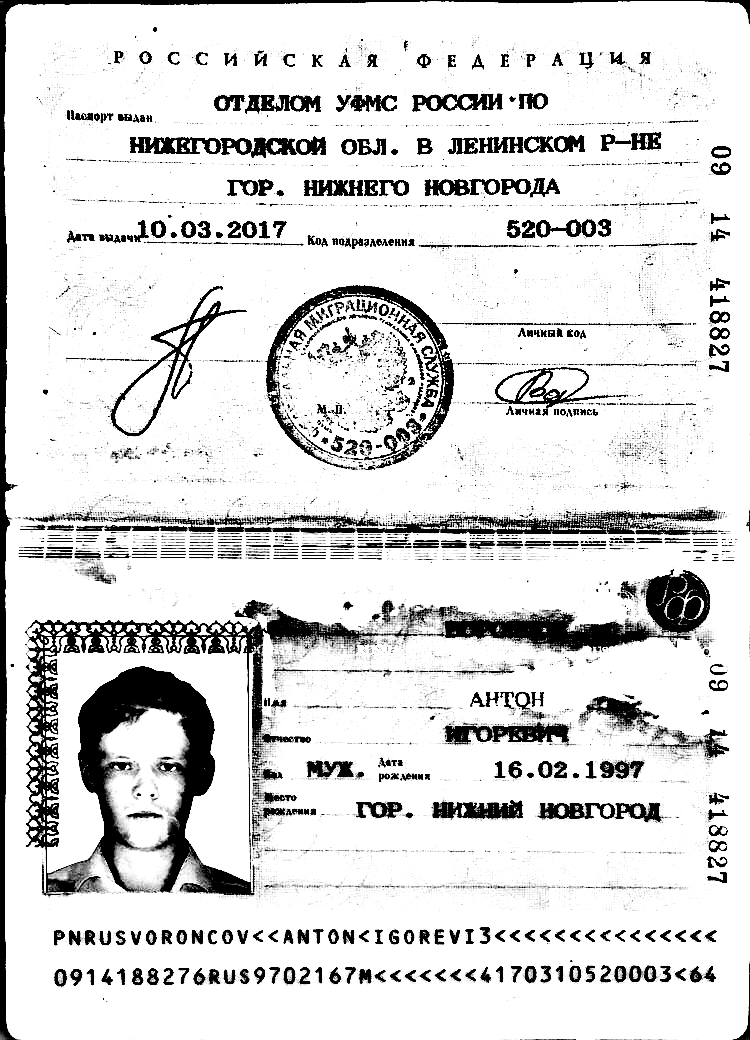 РОССИЙСКАЯ ФЕДЕРАЦИЯ
Паспорт выдан ОТДЕЛОМ УФМС РОССИИ ПО
НИЖЕГОРОДСКОЙ ОБЛ. В ЛЕНИНСКОМ Р-НЕ
ГОР. НИЖНЕГО НОВГОРОДА
Дата выдачи 10.03.2017 Код подразделения 520-003
09 14 418827
МИГРАЦИОННАЯ СЛУЖБА
М.П.
520-003
Личный код
Личная подпись
РФ
Имя АНТОН
Отчество ИГОРЕВИЧ
Пол МУЖ. Дата рождения 16.02.1997
Место рождения ГОР. НИЖНИЙ НОВГОРОД
09 14 418827
PNRUSVORONCOV<<ANTON<IGOREVI3<<<<<<<<<<<<<<<
0914188276RUS9702167M<<<<<<<4170310520003<64